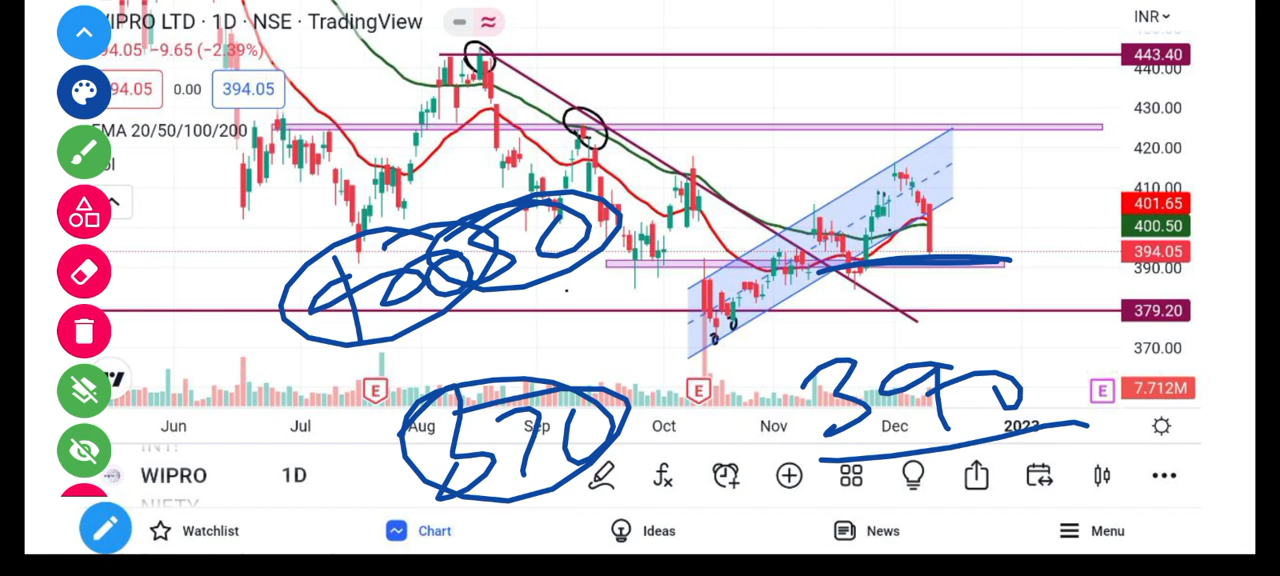 WIPRO LTD · 1D · NSE · TradingView
INR
94.05 −9.65 (−2.39%)
443.40
440.00
94.05 0.00 394.05
430.00
EMA 20/50/100/200
420.00
410.00
401.65
400.50
394.05
390.00
379.20
370.00
390
E E E
7.712M
570
Jun Jul Aug Sep Oct Nov Dec 2023
WIPRO 1D
NIFTY
Watchlist Chart Ideas News Menu